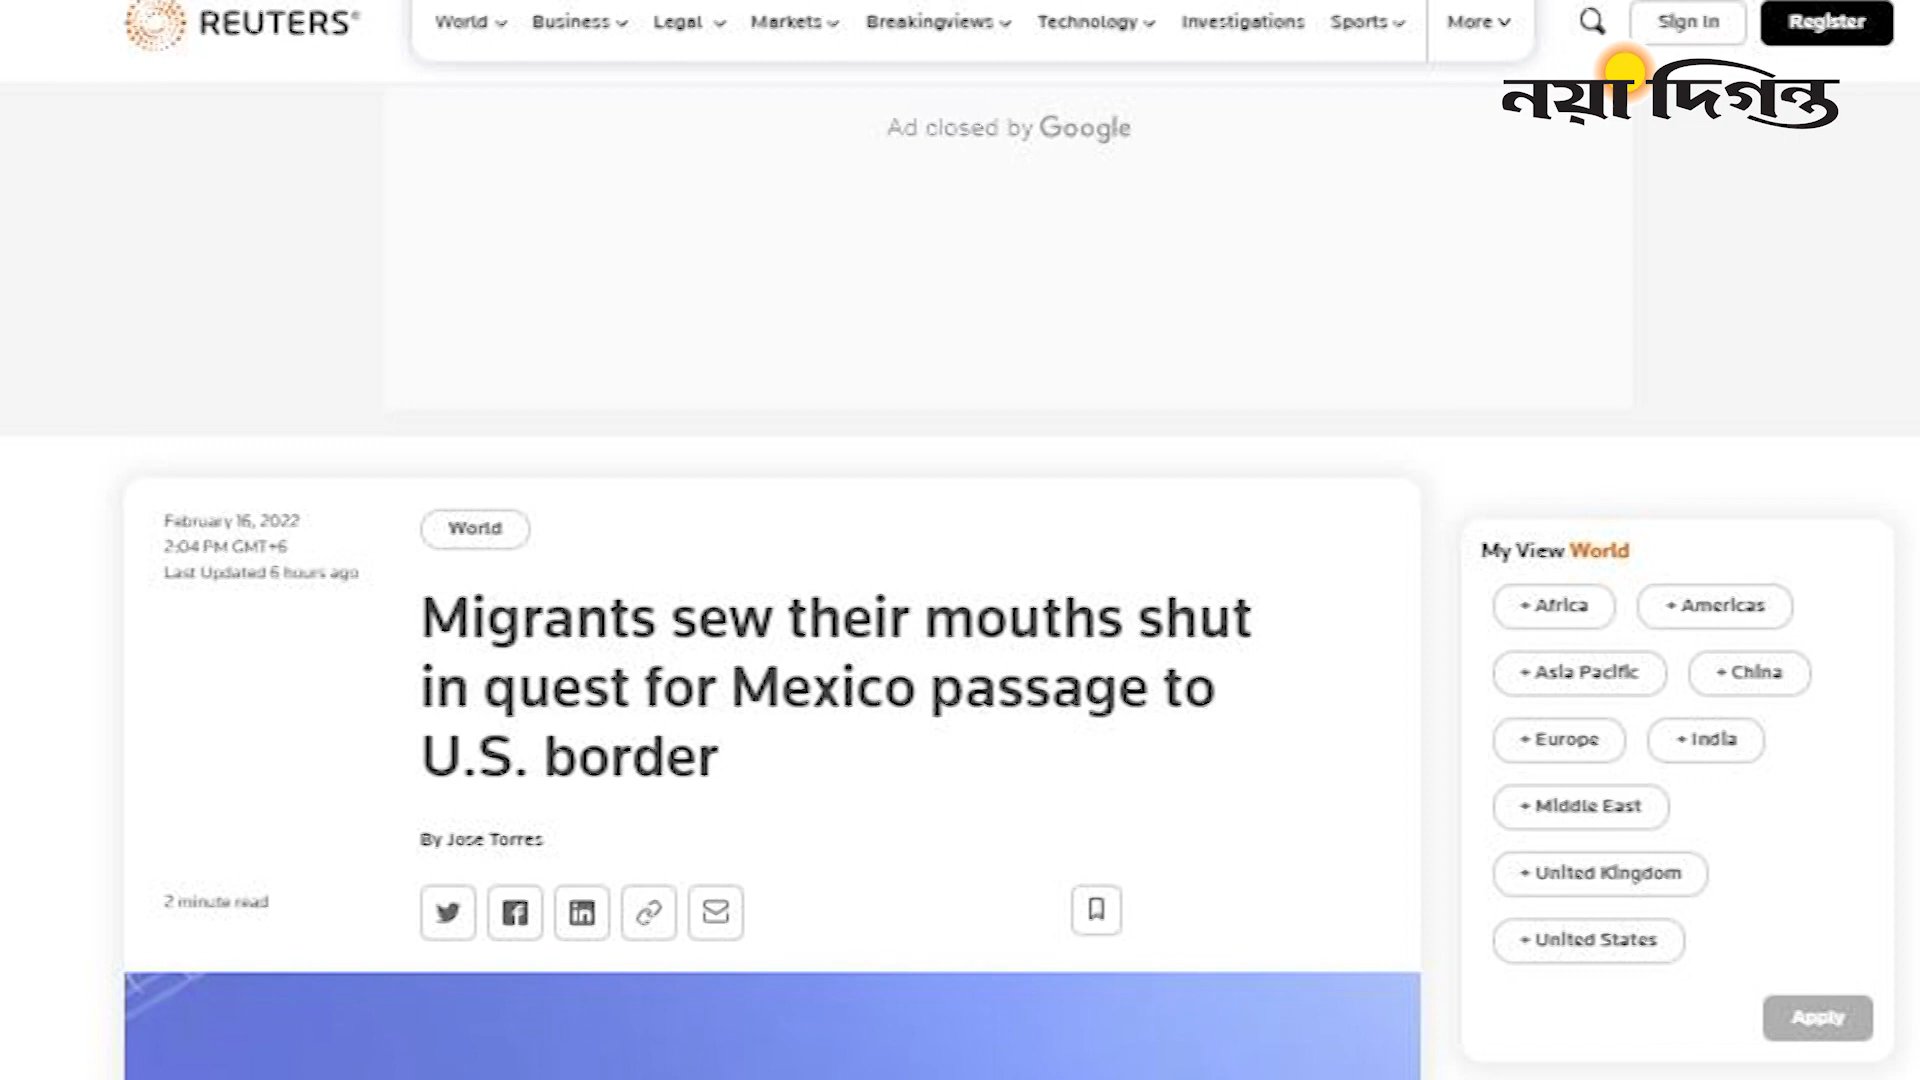 REUTERS®
World Business Legal Markets Breakingviews Technology Investigations Sports More Sign In Register
নয়া দিগন্ত
Ad closed by Google
February 16, 2022
2:04 PM GMT+6
Last Updated 6 hours ago
World
Migrants sew their mouths shut
in quest for Mexico passage to
U.S. border
By Jose Torres
2 minute read
My View World
+ Africa + Americas
+ Asia Pacific + China
+ Europe + India
+ Middle East
+ United Kingdom
+ United States
Apply